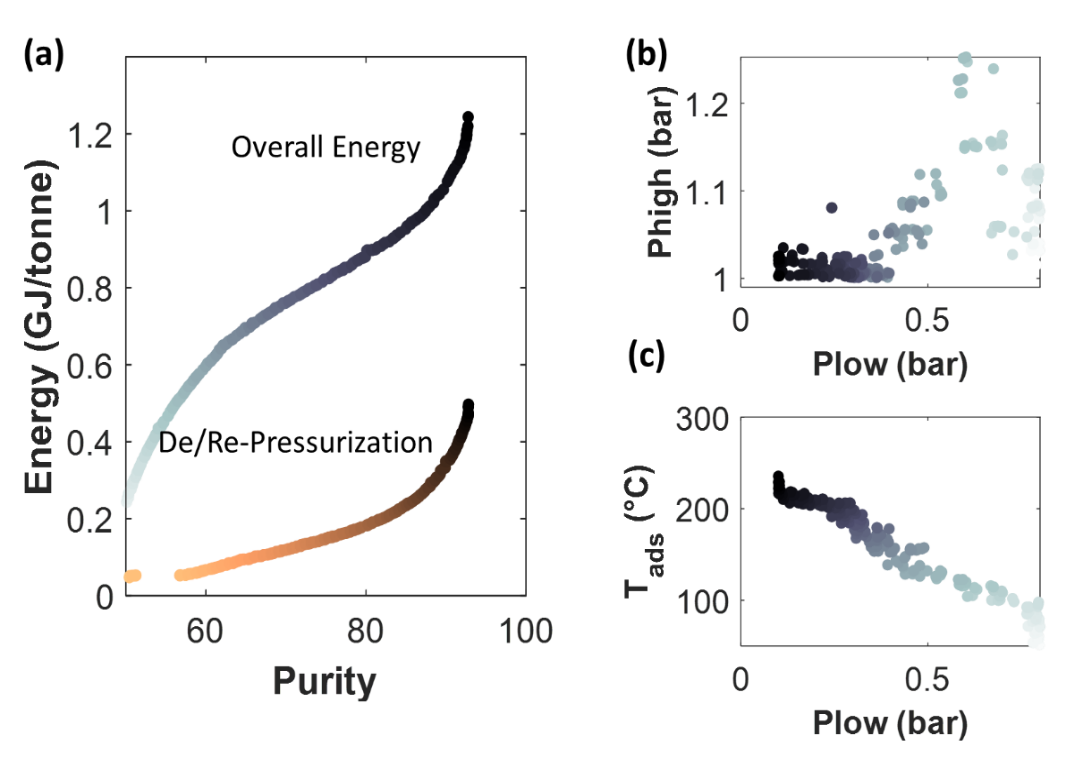 (a)
Energy (GJ/tonne)
1.2
1
0.8
0.6
0.4
0.2
0
60
80
100
Purity
Overall Energy
De/Re-Pressurization
(b)
Phigh (bar)
1.2
1.1
1
0
0.5
Plow (bar)
(c)
Tads (°C)
300
200
100
0
0.5
Plow (bar)